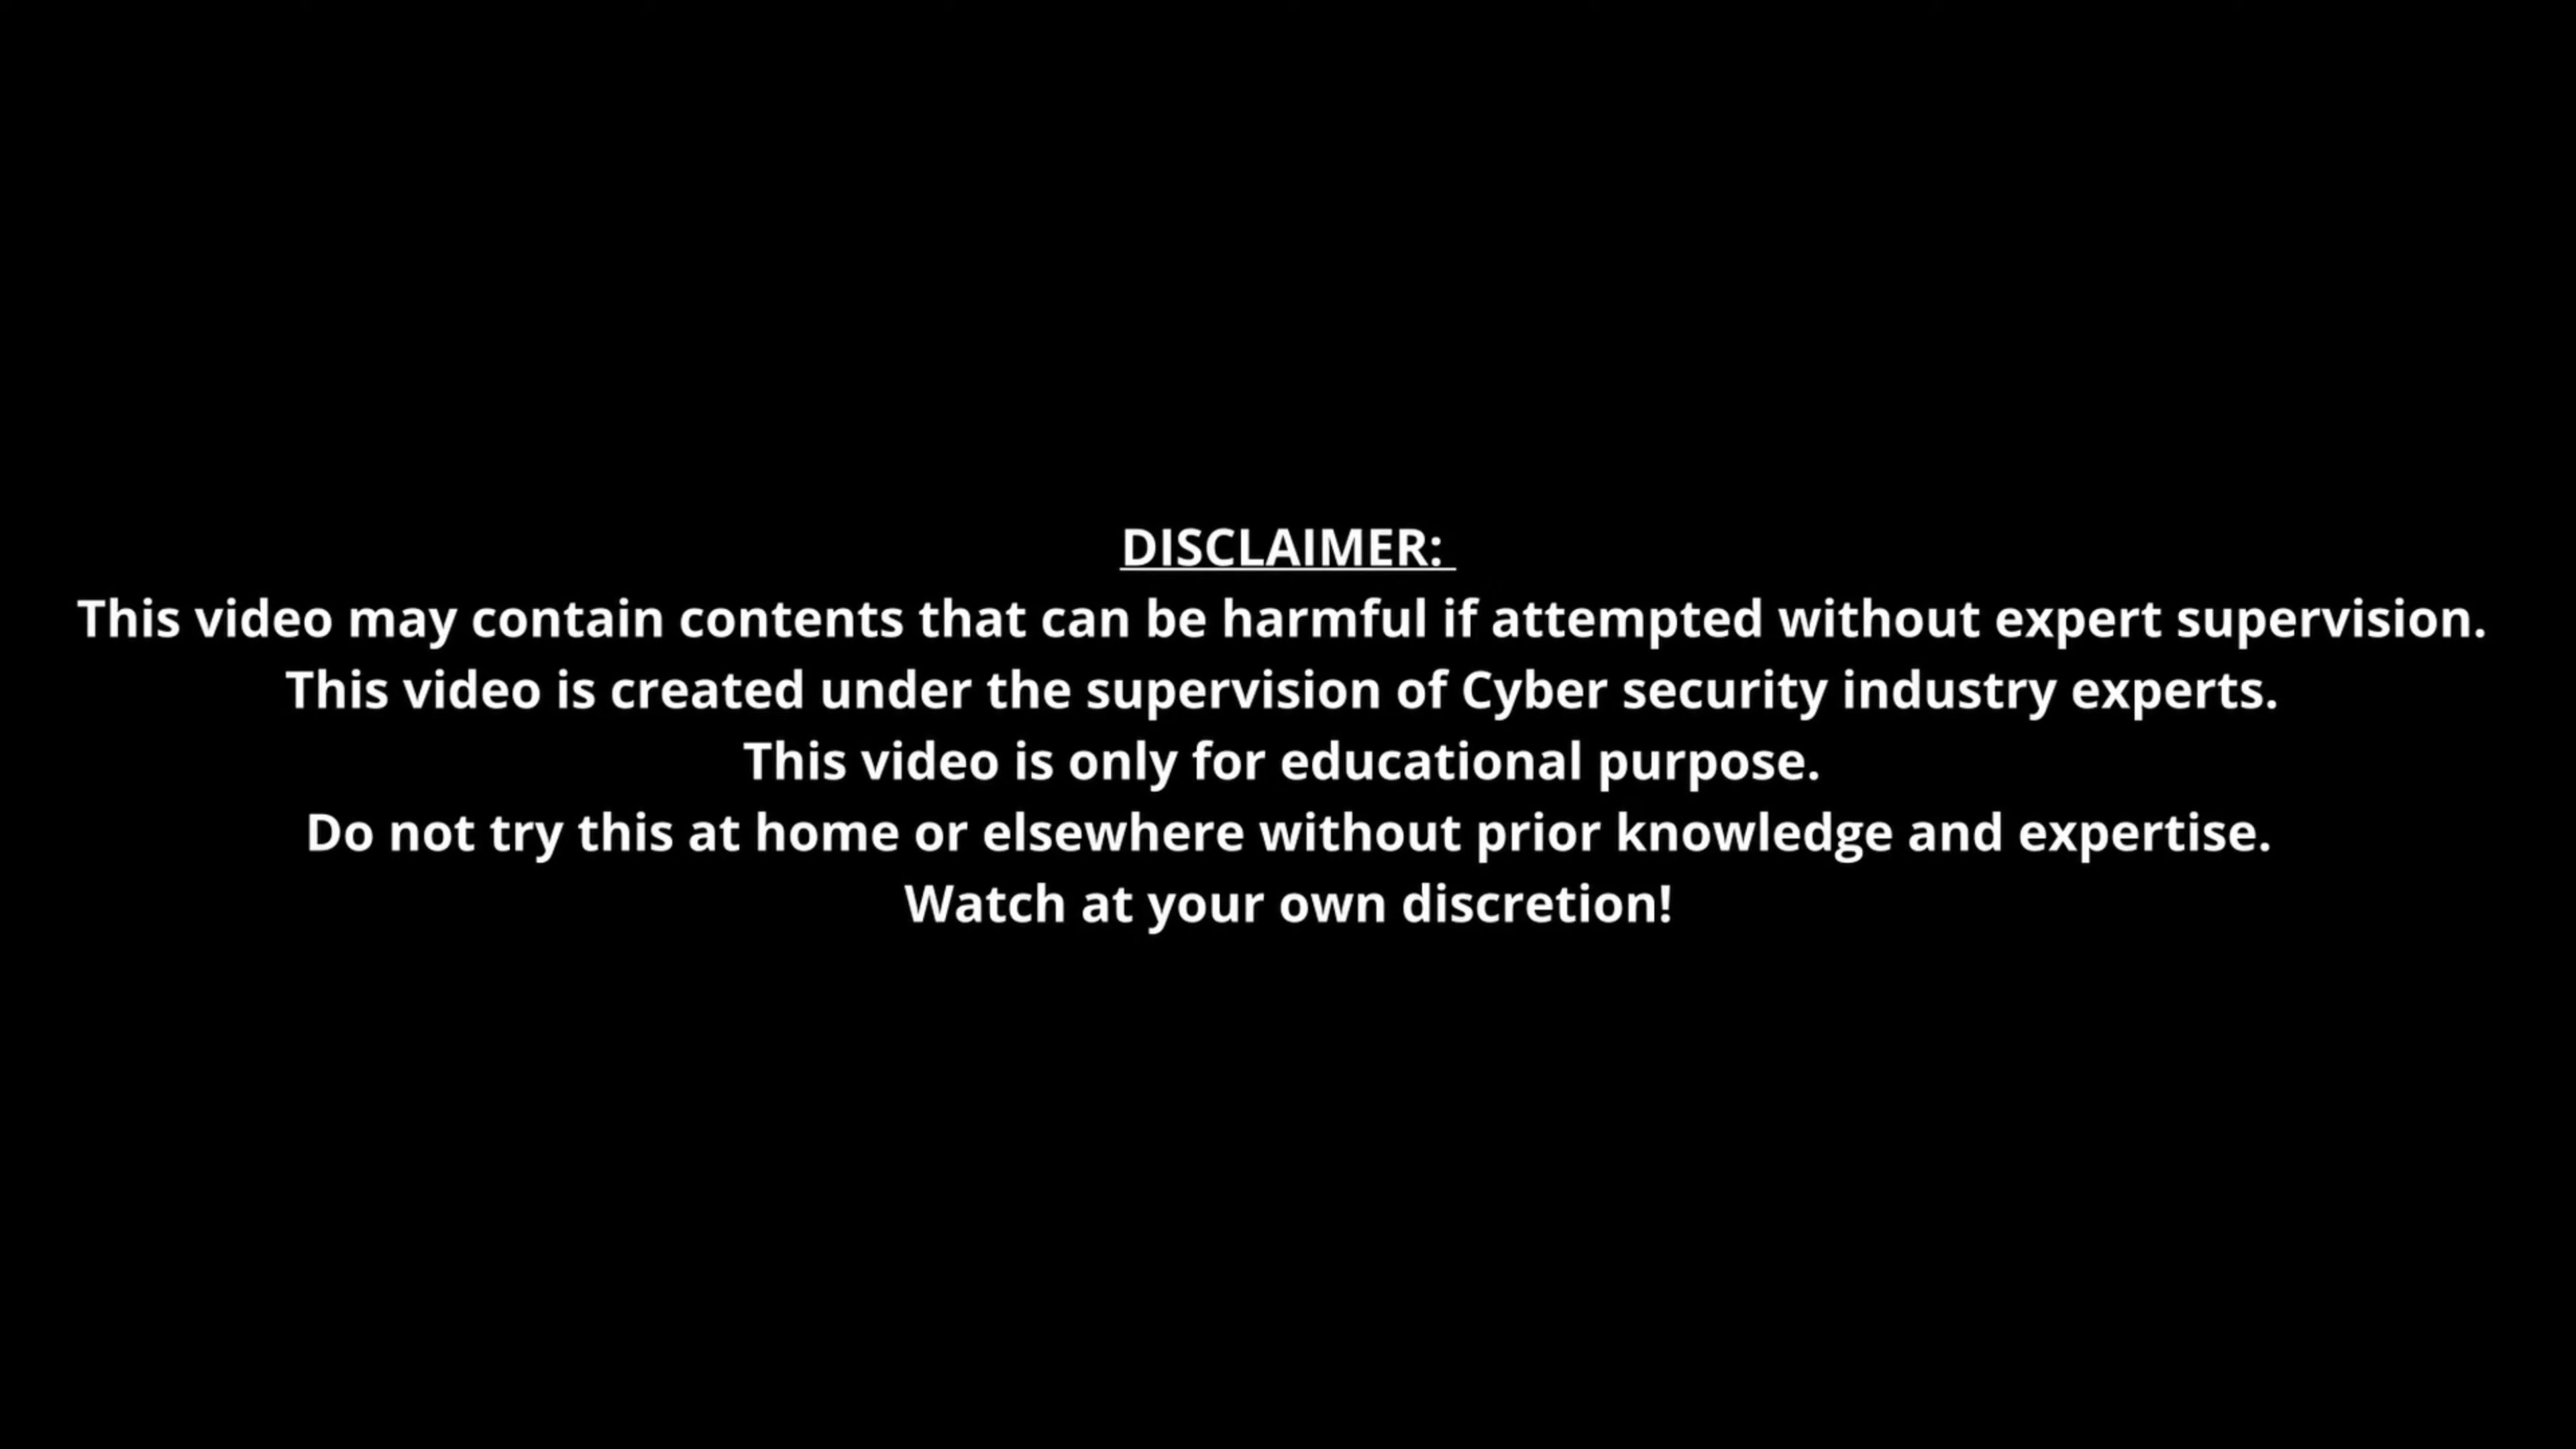 DISCLAIMER:
This video may contain contents that can be harmful if attempted without expert supervision.
This video is created under the supervision of Cyber security industry experts.
This video is only for educational purpose.
Do not try this at home or elsewhere without prior knowledge and expertise.
Watch at your own discretion!